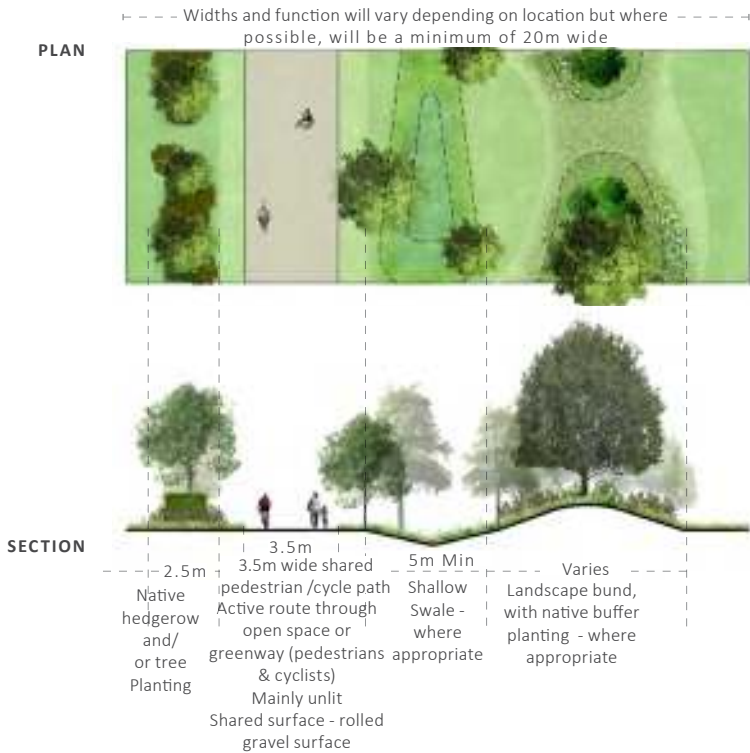 Widths and function will vary depending on location but where
possible, will be a minimum of 20m wide
PLAN
SECTION
2.5m
Native
hedgerow
and/
or tree
Planting
3.5m
3.5m wide shared
pedestrian /cycle path
Active route through
open space or
greenway (pedestrians
& cyclists)
Mainly unlit
Shared surface - rolled
gravel surface
5m Min
Shallow
Swale -
where
appropriate
Varies
Landscape bund,
with native buffer
planting - where
appropriate